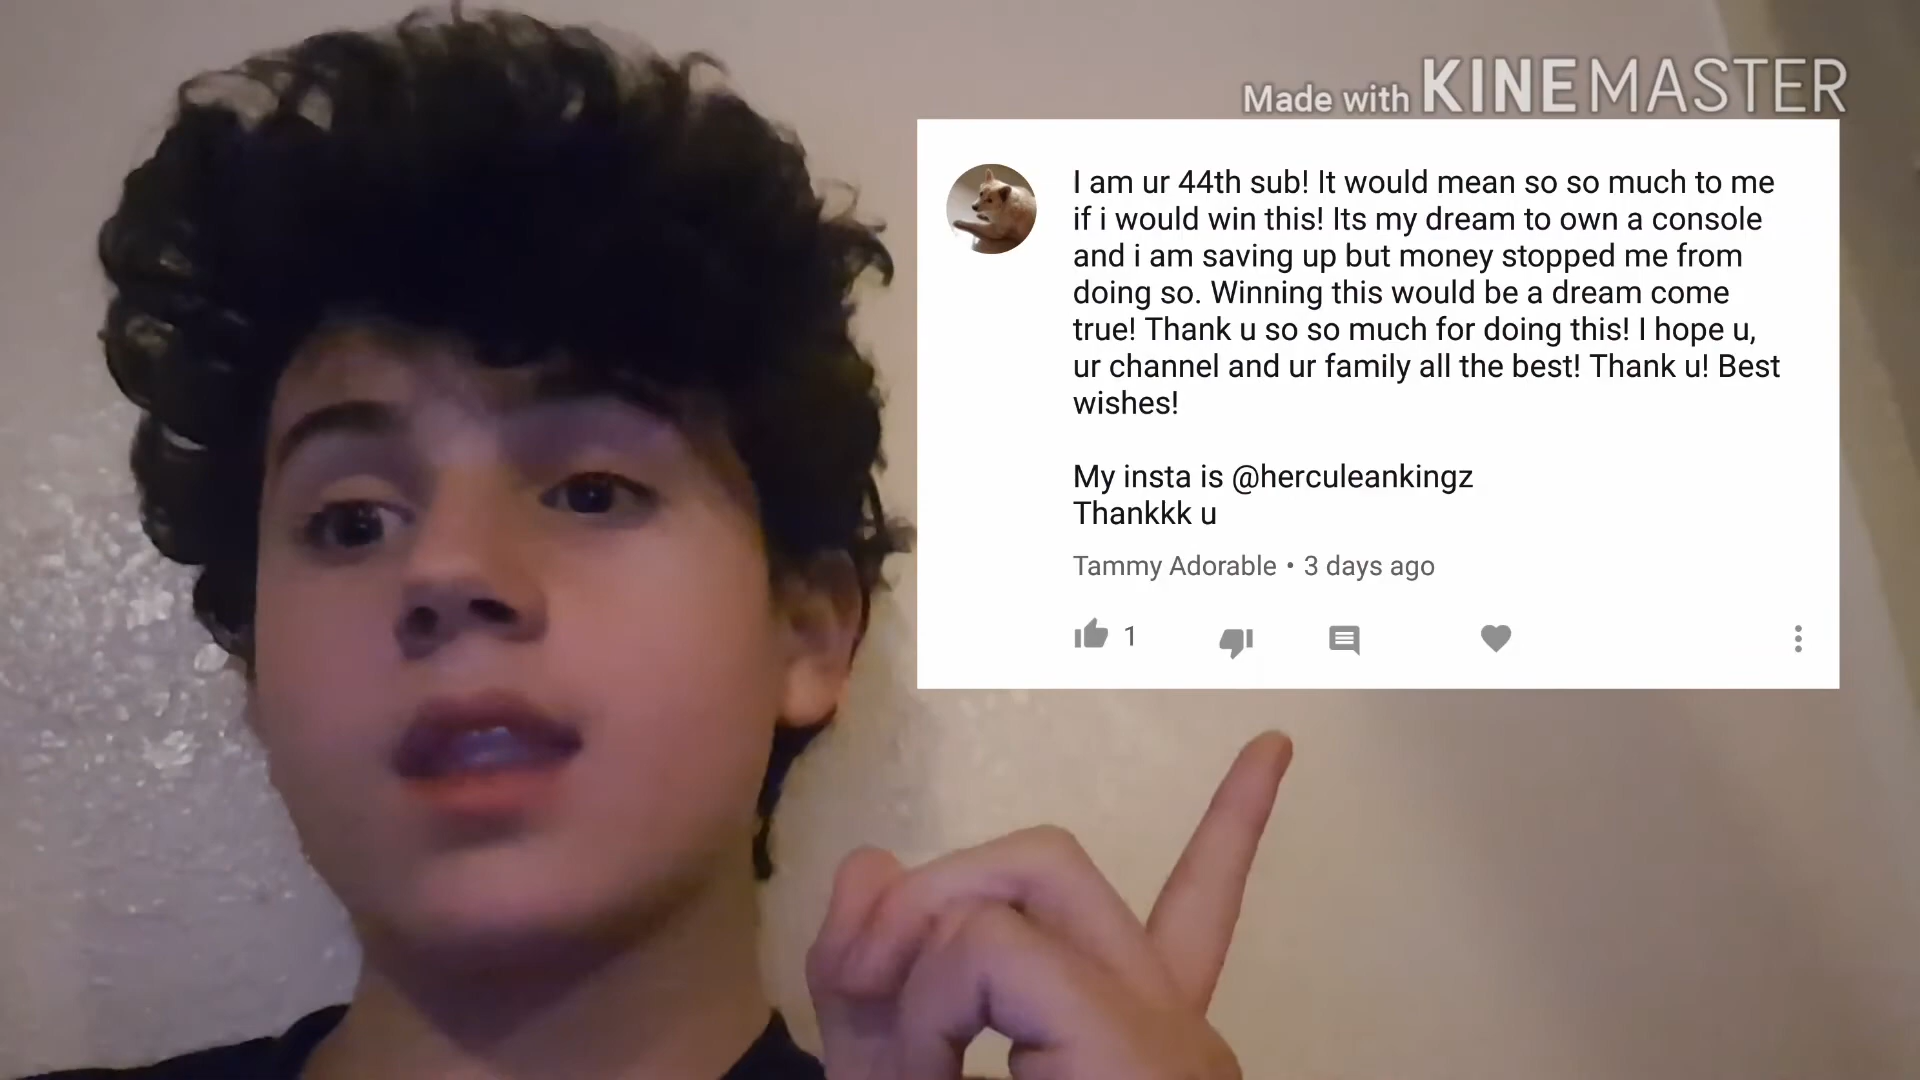 Made with KINEMASTER
I am ur 44th sub! It would mean so so much to me
if i would win this! Its my dream to own a console
and i am saving up but money stopped me from
doing so. Winning this would be a dream come
true! Thank u so so much for doing this! I hope u,
ur channel and ur family all the best! Thank u! Best
wishes!
My insta is @herculeankingz
Thankkk u
Tammy Adorable • 3 days ago
1